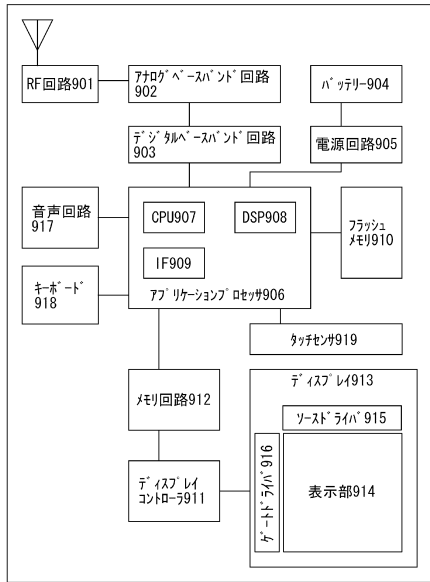 RF回路901
ｱﾅﾛｸﾞﾍﾞｰｽﾊﾞﾝﾄﾞ回路
902
ﾊﾞｯﾃﾘｰ904
ﾃﾞｼﾞﾀﾙﾍﾞｰｽﾊﾞﾝﾄﾞ回路
903
電源回路905
音声回路
917
CPU907
DSP908
ﾌﾗｯｼｭ
ﾒﾓﾘ910
IF909
ｷｰﾎﾞｰﾄﾞ
918
ｱﾌﾟﾘｹｰｼｮﾝﾌﾟﾛｾｯｻ906
ﾀｯﾁｾﾝｻ919
ﾒﾓﾘ回路912
ﾃﾞｨｽﾌﾟﾚｲ913
ｿｰｽﾄﾞﾗｲﾊﾞ915
ﾃﾞｨｽﾌﾟﾚｲ
ｺﾝﾄﾛｰﾗ911
ｹﾞｰﾄﾄﾞﾗｲﾊﾞ916
表示部914